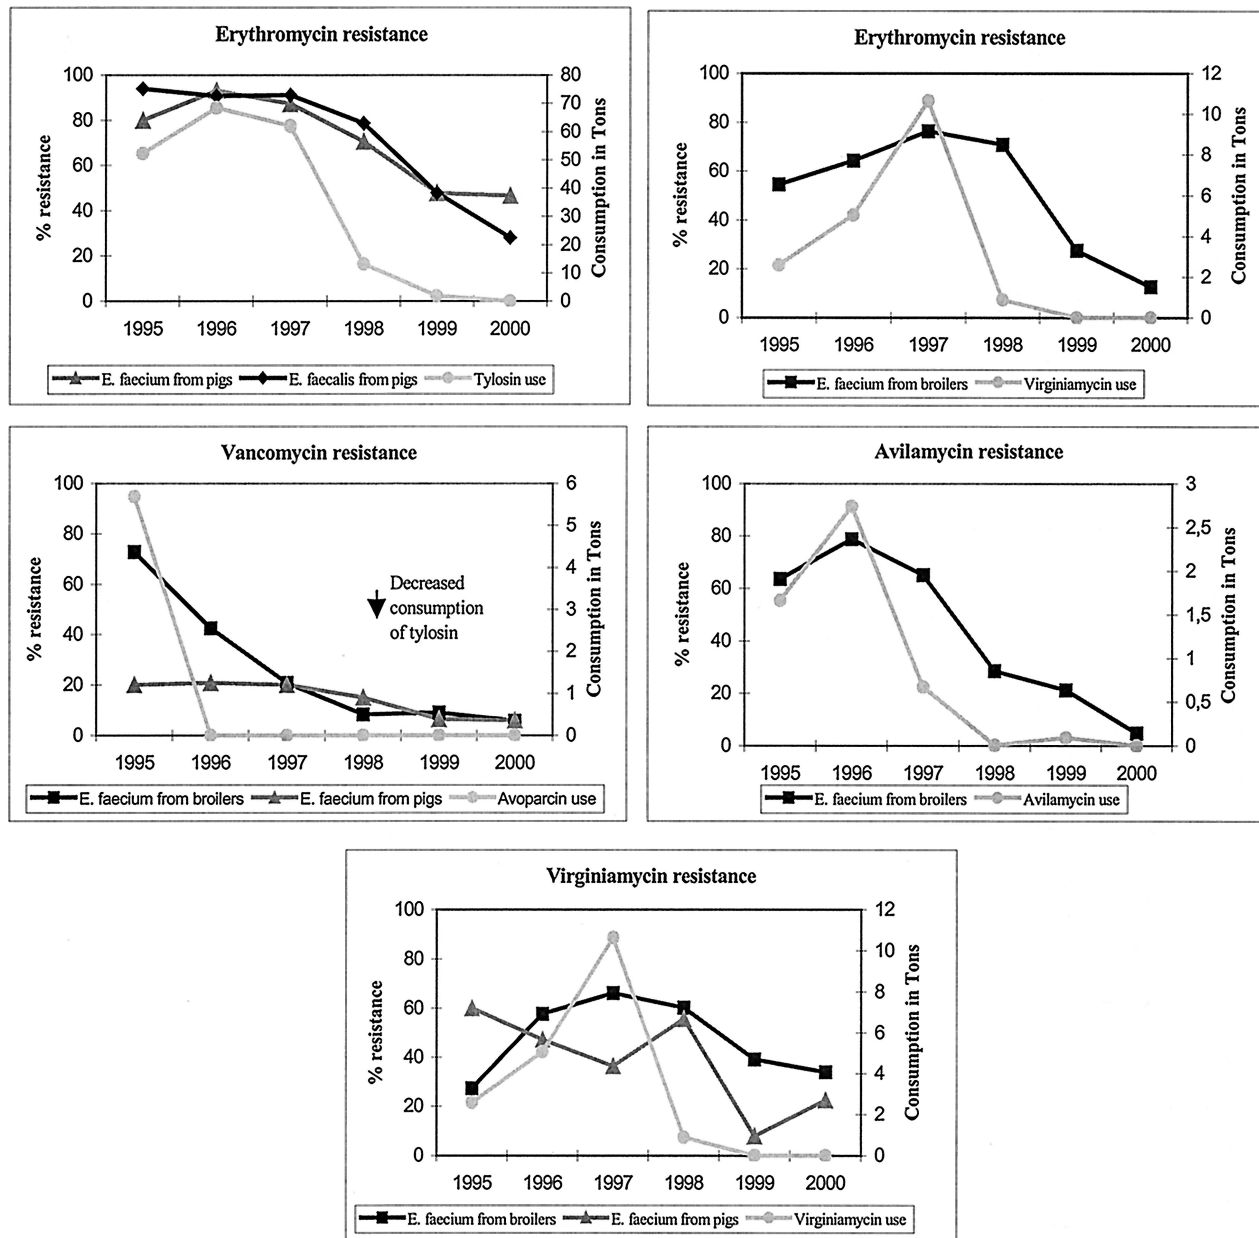 Erythromycin resistance
100
80
60
40
20
0
% resistance
80
70
60
50
40
30
20
10
0
Consumption in Tons
1995 1996 1997 1998 1999 2000
E. faecium from pigs E. faecalis from pigs Tylosin use
Erythromycin resistance
100
80
60
40
20
0
% resistance
12
10
8
6
4
2
0
Consumption in Tons
1995 1996 1997 1998 1999 2000
E. faecium from broilers Virginiamycin use
Vancomycin resistance
100
80
60
40
20
0
% resistance
Decreased
consumption
of tylosin
6
5
4
3
2
1
0
Consumption in Tons
1995 1996 1997 1998 1999 2000
E. faecium from broilers E. faecium from pigs Avoparcin use
Avilamycin resistance
100
80
60
40
20
0
% resistance
3
2,5
2
1,5
1
0,5
0
Consumption in Tons
1995 1996 1997 1998 1999 2000
E. faecium from broilers Avilamycin use
Virginiamycin resistance
100
80
60
40
20
0
% resistance
12
10
8
6
4
2
0
Consumption in Tons
1995 1996 1997 1998 1999 2000
E. faecium from broilers E. faecium from pigs Virginiamycin use